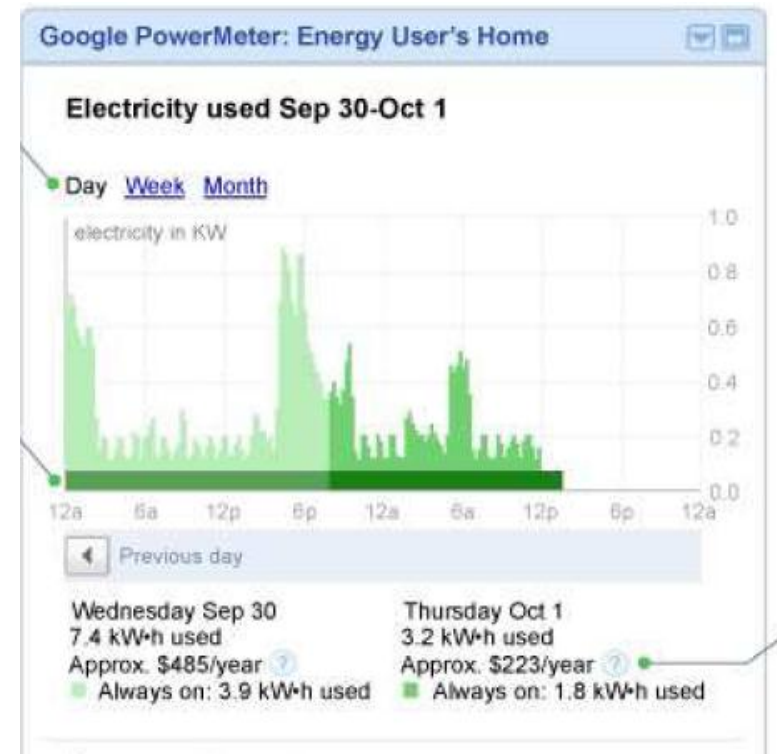 Google PowerMeter: Energy User's Home
Electricity used Sep 30-Oct 1
Day Week Month
electricity in KW
1.0
0.8
0.6
0.4
0.2
0.0
12a 6a 12p 6p 12a 6a 12p 6p 12a
Previous day
Wednesday Sep 30
7.4 kW•h used
Approx. $485/year ?
Always on: 3.9 kW•h used
Thursday Oct 1
3.2 kW•h used
Approx. $223/year ?
Always on: 1.8 kW•h used